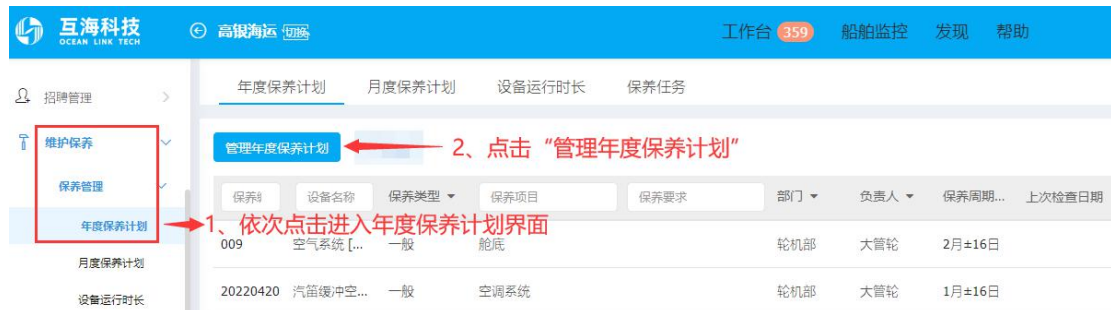 互海科技
OCEAN LINK TECH
高银海运 切换
工作台 359 船舶监控 发现 帮助
招聘管理
年度保养计划 月度保养计划 设备运行时长 保养任务
维护保养
管理年度保养计划
2、点击“管理年度保养计划”
保养管理
设备名称 保养类型 保养项目 保养要求 部门 负责人 保养周期... 上次检查日期
年度保养计划
1、依次点击进入年度保养计划界面
009 空气系统 [... 一般 舱底 轮机部 大管轮 2月±16日
月度保养计划
20220420 汽笛缓冲空... 一般 空调系统 轮机部 大管轮 1月±16日
设备运行时长